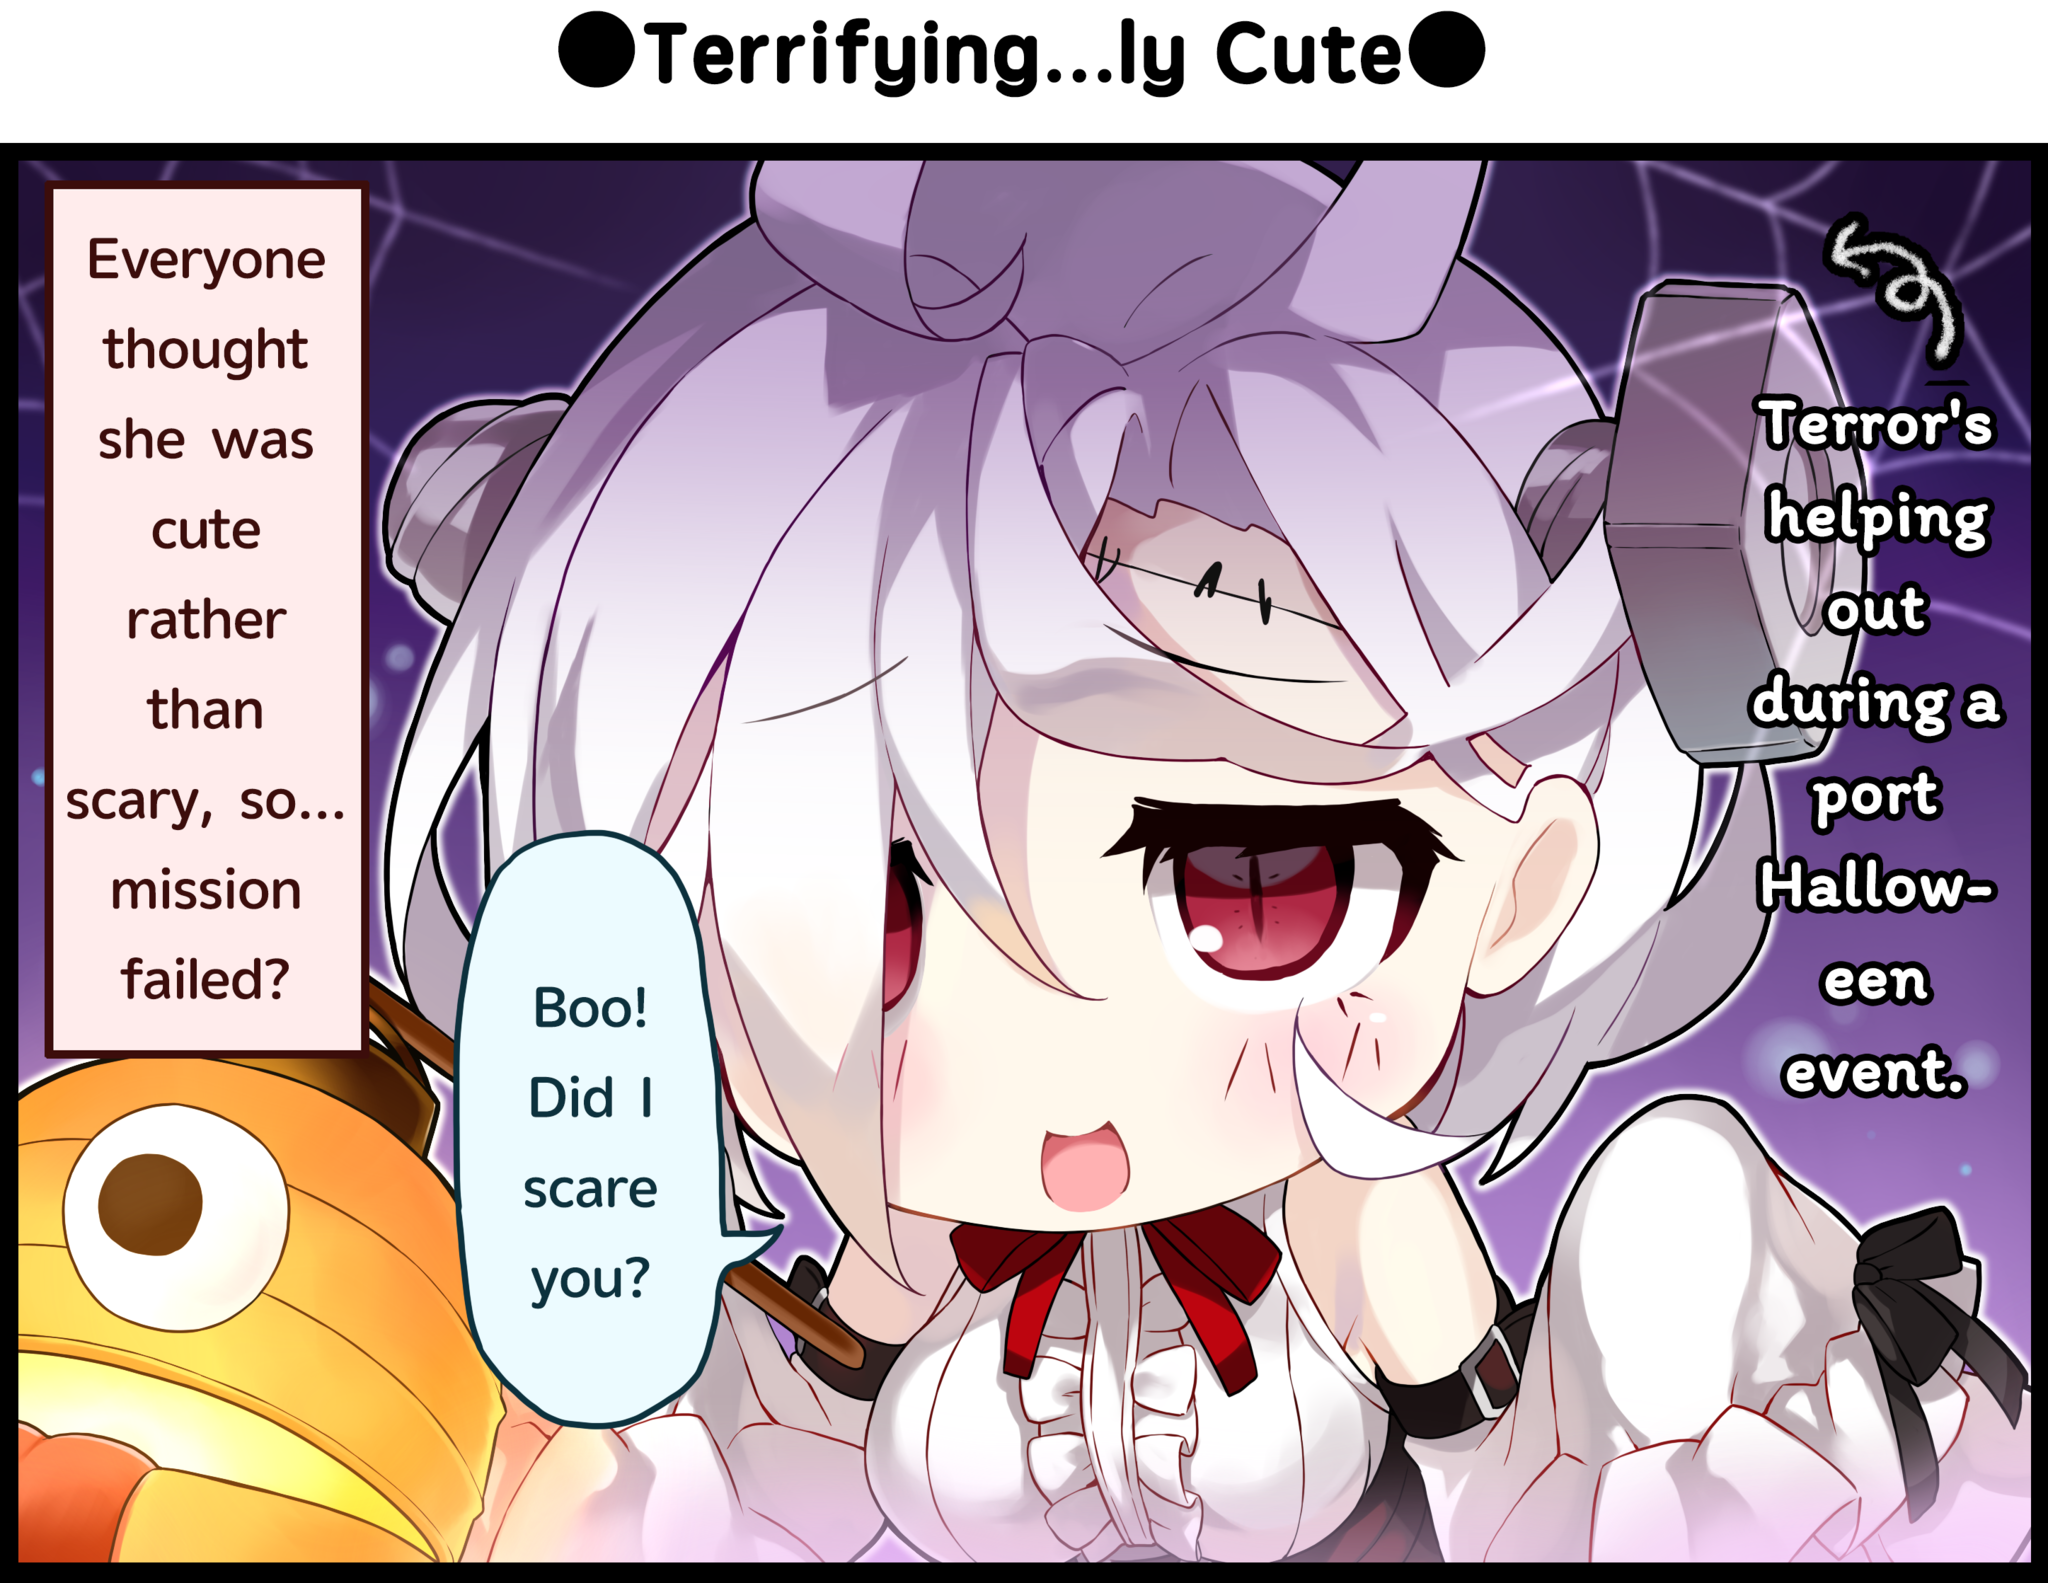 ●Terrifying...ly Cute●
Everyone
thought
she was
cute
rather
than
scary, so...
mission
failed?
Boo!
Did I
scare
you?
Terror's
helping
out
during a
port
Hallow-
een
event.